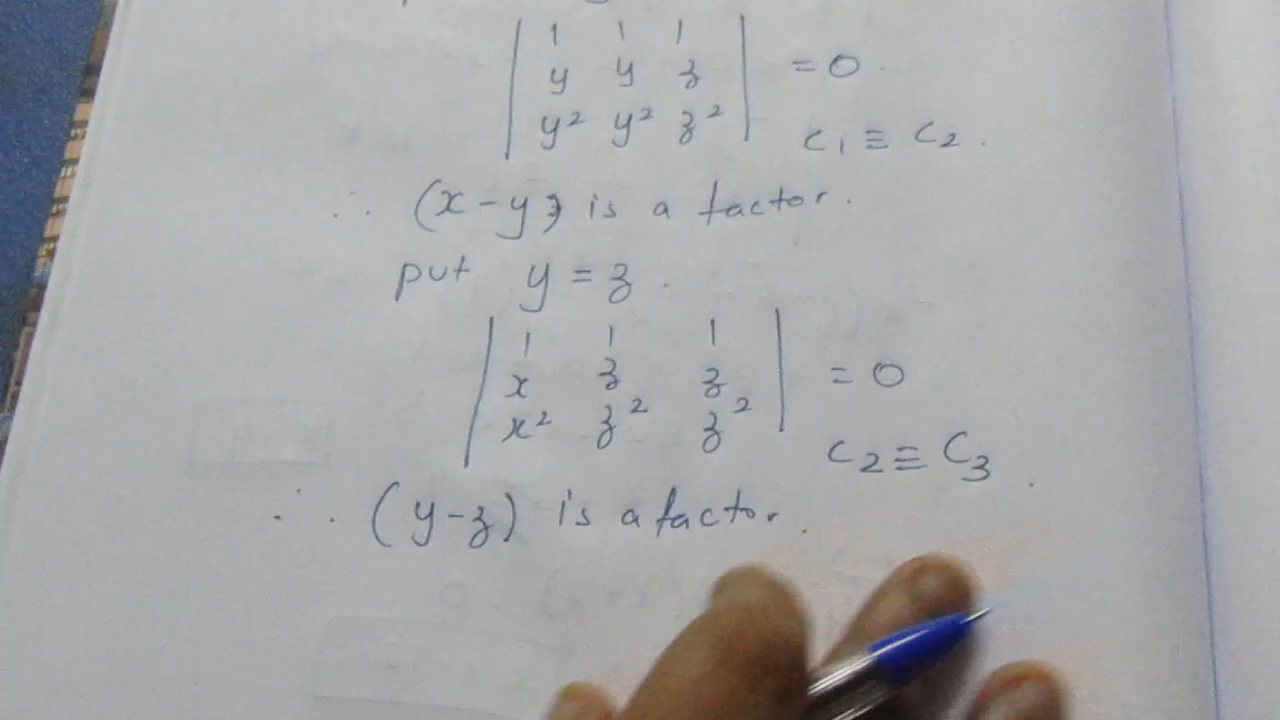 | 1 1 1 |
| y y z | = 0.
| y² y² z² |
C₁ ≡ C₂.
∴ (x-y) is a factor.
put y = z.
| 1 1 1 |
| x z z | = 0
| x² z² z² |
C₂ ≡ C₃.
∴ (y-z) is a factor.